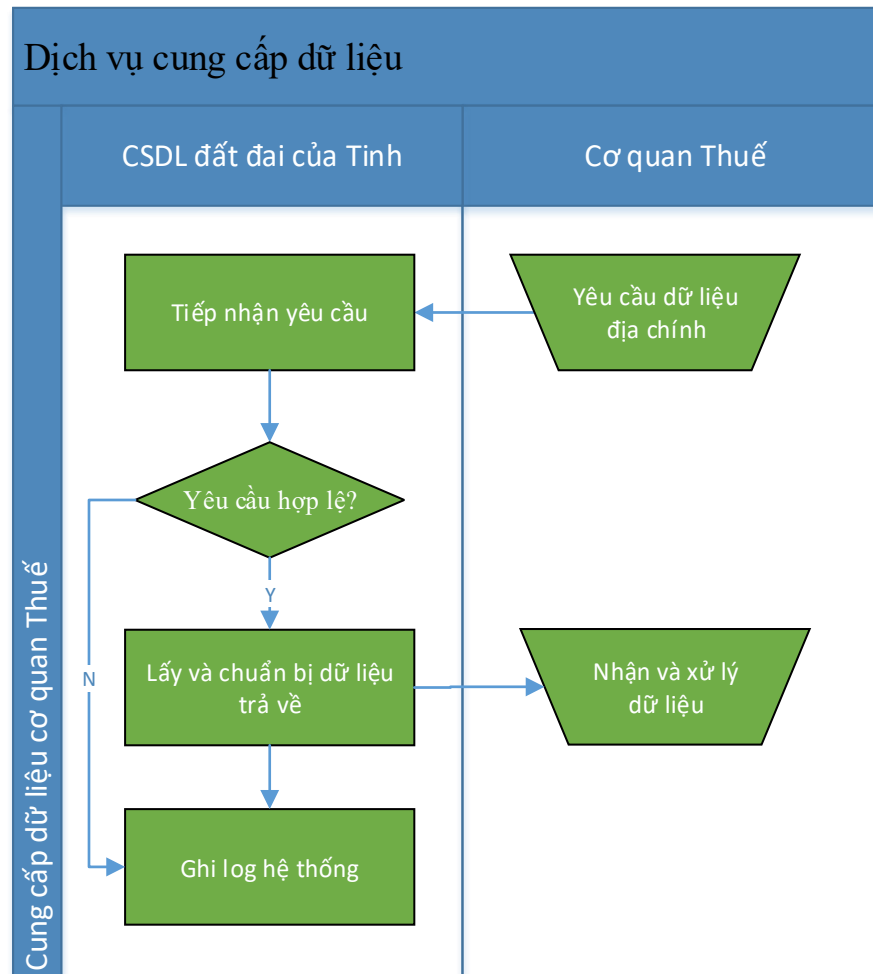 Dịch vụ cung cấp dữ liệu
CSDL đất đai của Tinh
Cơ quan Thuế
Cung cấp dữ liệu cơ quan Thuế
Tiếp nhận yêu cầu
Yêu cầu dữ liệu
địa chính
Yêu cầu hợp lệ?
Y
N
Lấy và chuẩn bị dữ liệu
trả về
Nhận và xử lý
dữ liệu
Ghi log hệ thống